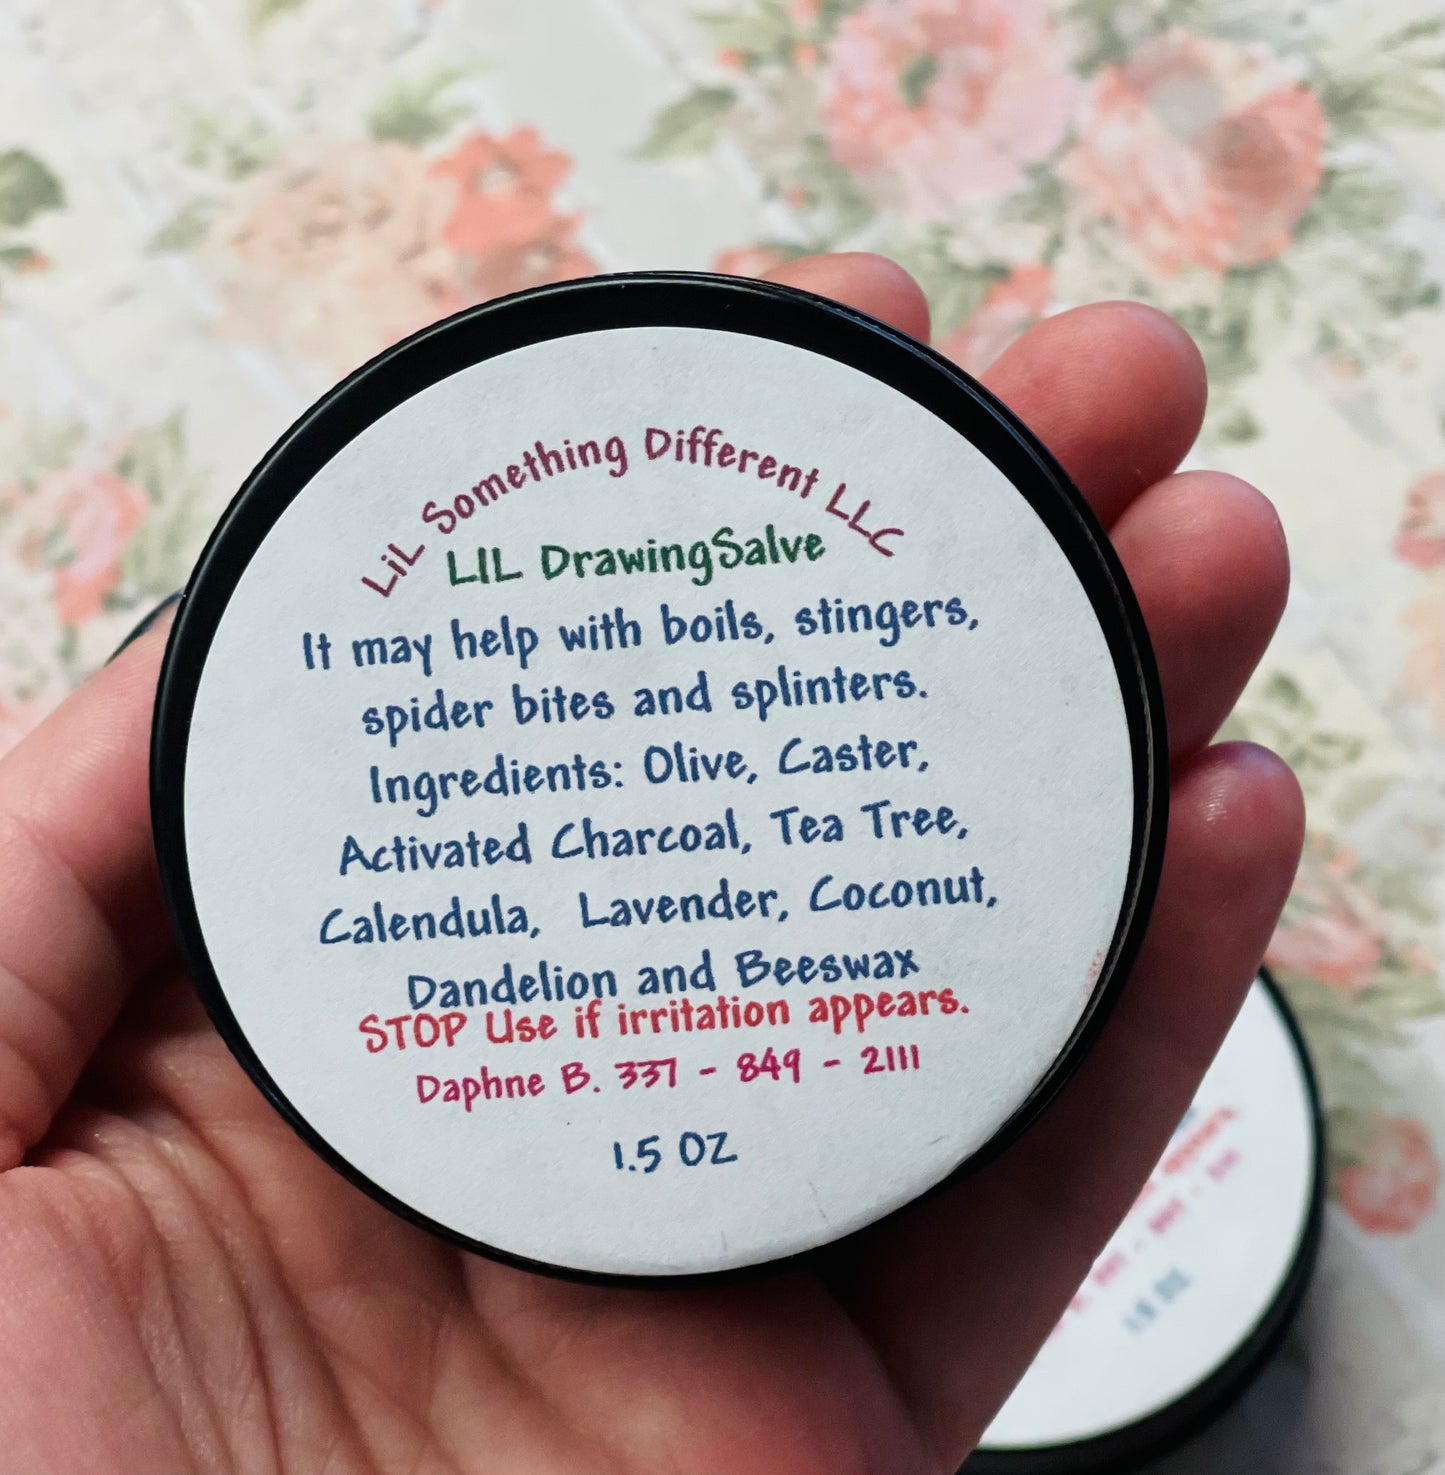 LiL Something Different LLC
LIL DrawingSalve
It may help with boils, stingers,
spider bites and splinters.
Ingredients: Olive, Caster,
Activated Charcoal, Tea Tree,
Calendula, Lavender, Coconut,
Dandelion and Beeswax
STOP Use if irritation appears.
Daphne B. 337 - 849 - 2111
1.5 OZ